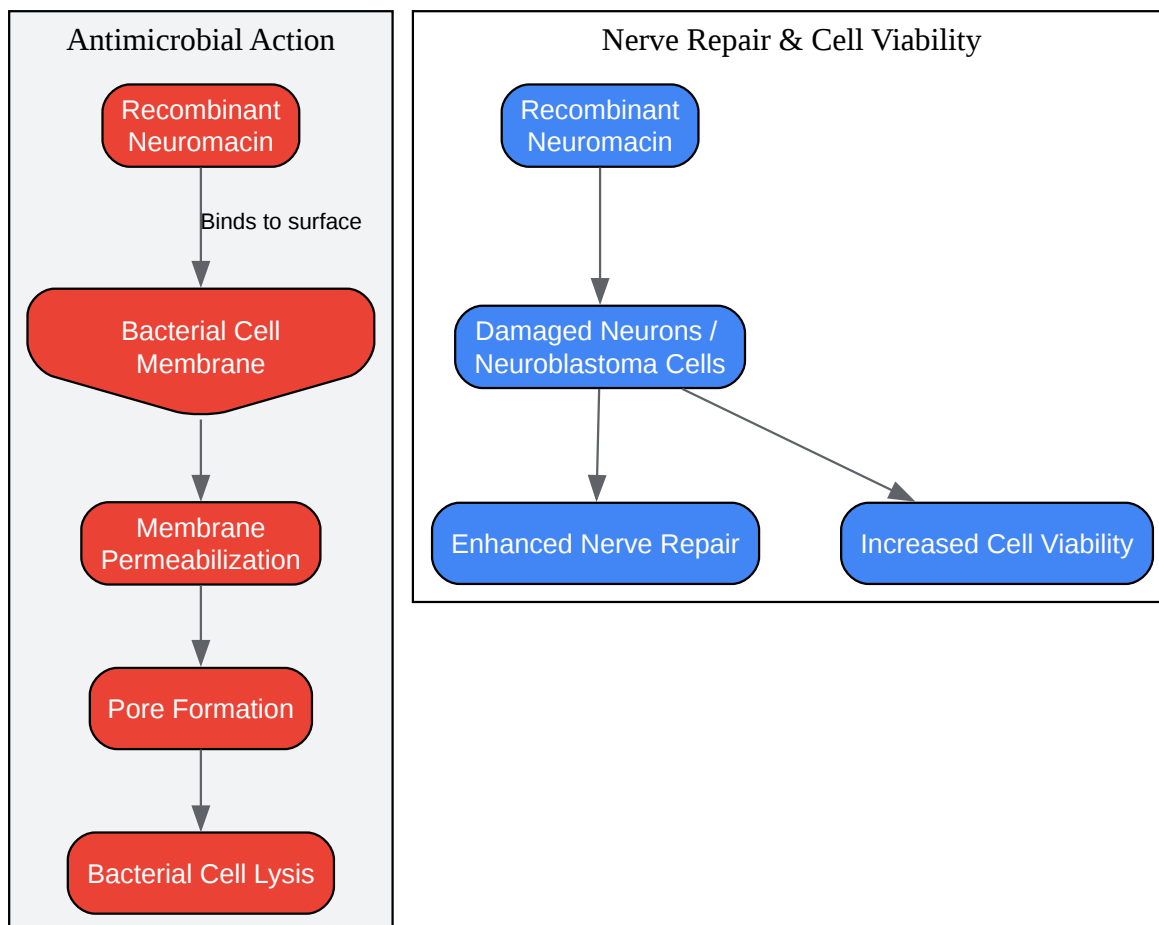 Antimicrobial Action
Recombinant
Neuromacin
Binds to surface
Bacterial Cell
Membrane
Membrane
Permeabilization
Pore Formation
Bacterial Cell Lysis
Nerve Repair & Cell Viability
Recombinant
Neuromacin
Damaged Neurons /
Neuroblastoma Cells
Enhanced Nerve Repair
Increased Cell Viability